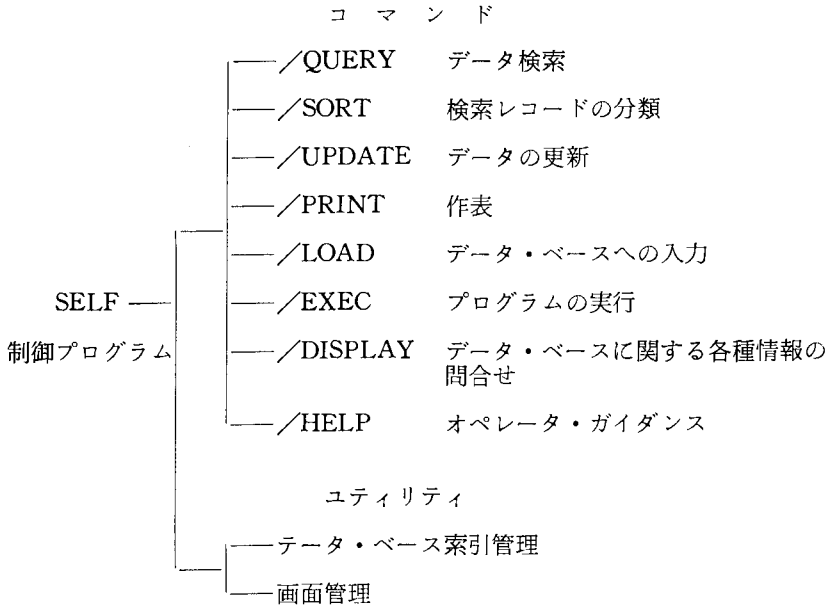 コマンド
／QUERY データ検索
／SORT 検索レコードの分類
／UPDATE データの更新
／PRINT 作表
／LOAD データ・ベースへの入力
SELF
制御プログラム
／EXEC プログラムの実行
／DISPLAY データ・ベースに関する各種情報の
問合せ
／HELP オペレータ・ガイダンス
ユティリティ
テータ・ベース索引管理
画面管理